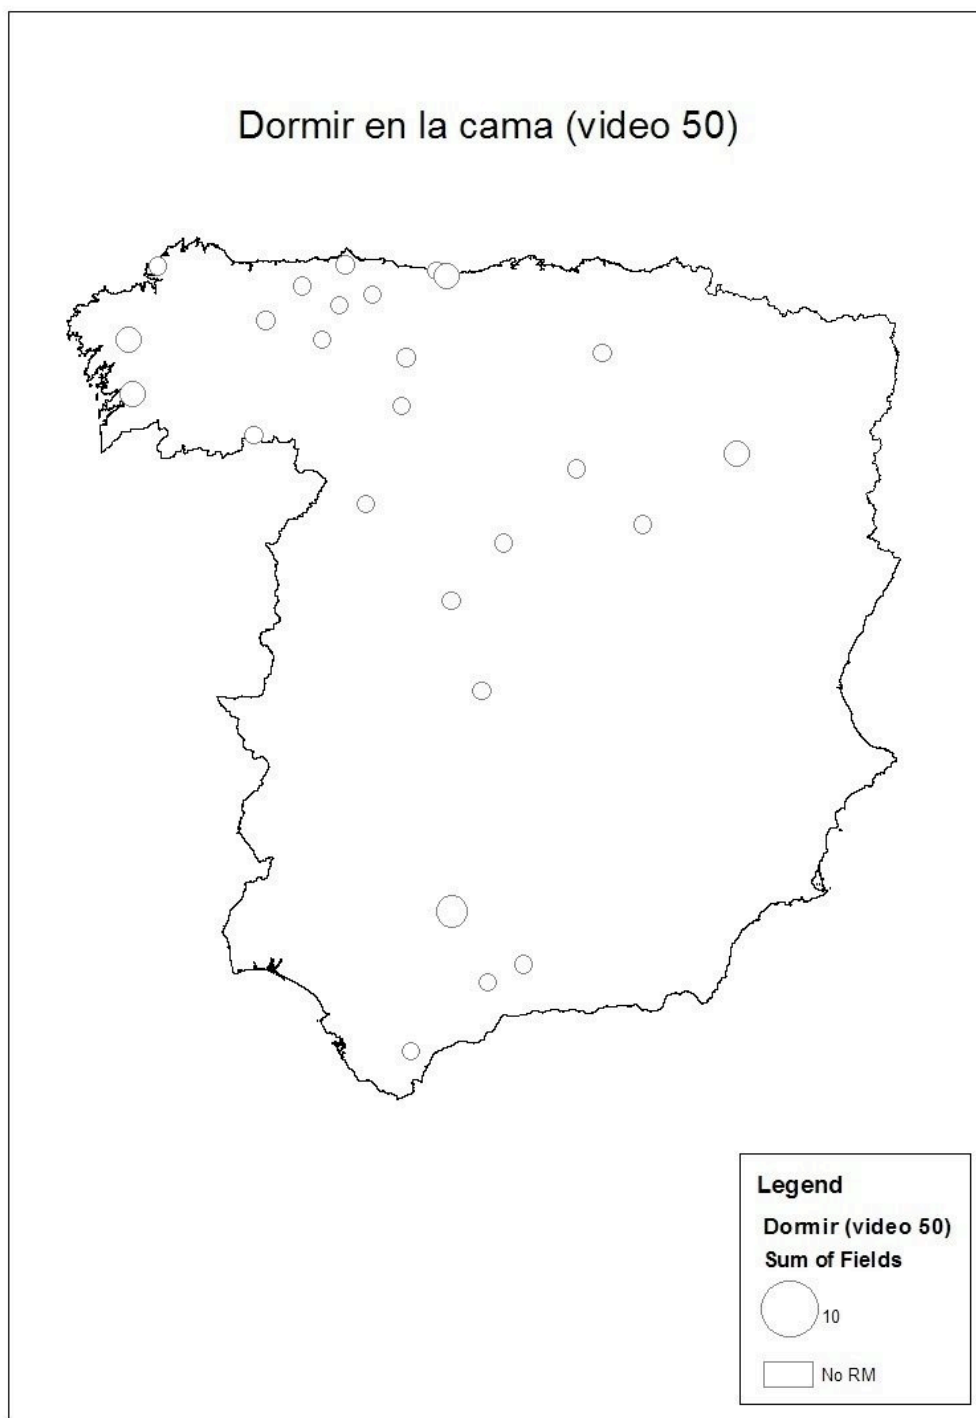 Dormir en la cama (video 50)
Legend
Dormir (video 50)
Sum of Fields
10
No RM